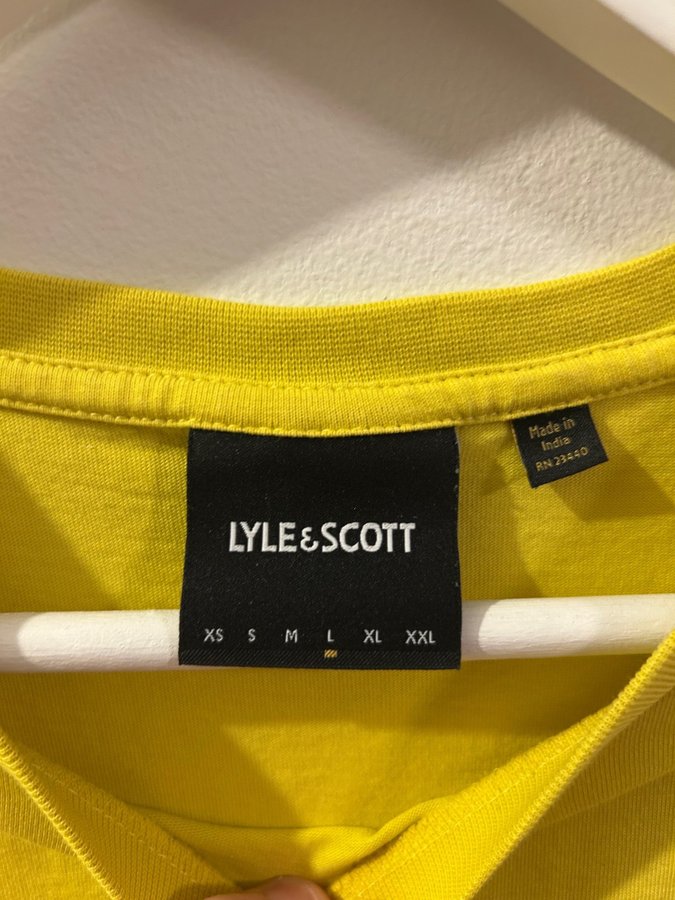 LYLE&SCOTT
XS S M L XL XXL
Made in
India
RN 23440